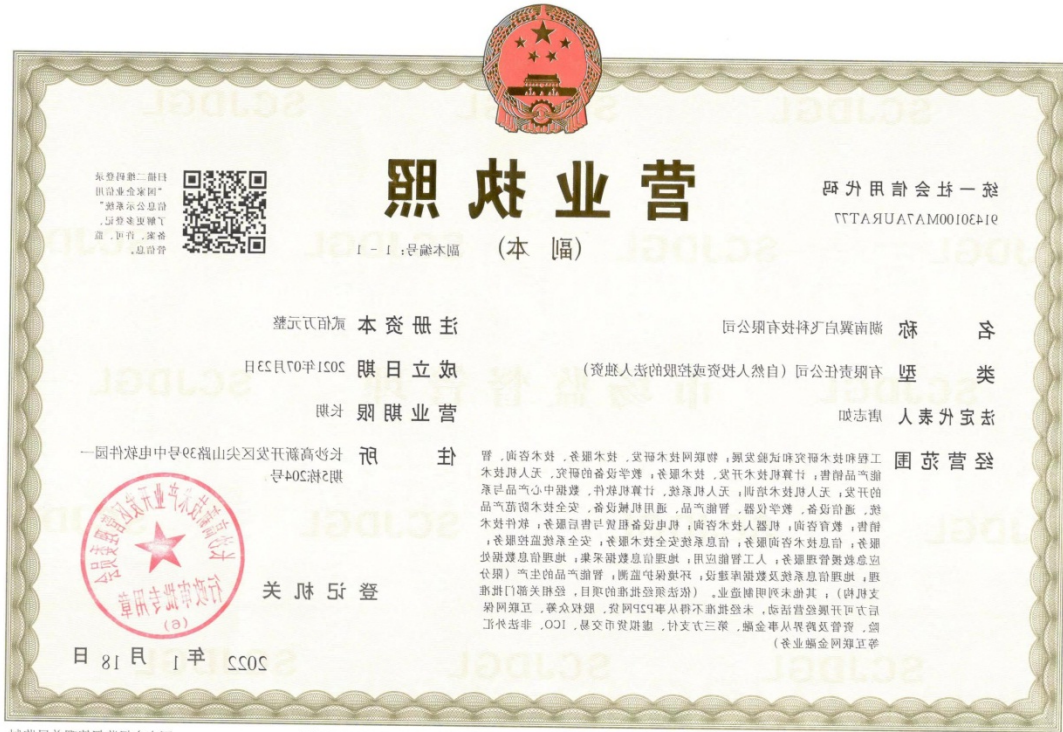 营业执照
(副 本)
副本编号：1-1
统一社会信用代码
91430100MA7AURAT77
扫描二维码登录
“国家企业信用
信息公示系统”
了解更多登记、
备案、许可、监
管信息。
名 称 湖南翼启飞科技有限公司
类 型 有限责任公司（自然人投资或控股的法人独资）
法定代表人 唐志如
经营范围 工程和技术研究和试验发展；物联网技术研发、技术服务、技术咨询、智
能产品销售；计算机技术开发、技术服务；教学设备的研究、无人机技术
的开发；无人机技术培训；无人机系统、计算机软件、数据中心产品与系
统、通信设备、教学仪器、智能产品、通用机械设备、安全技术防范产品
销售；教育咨询；机器人技术咨询；机电设备租赁与售后服务；软件技术
服务；信息技术咨询服务；信息系统安全技术服务；安全系统监控服务；
应急救援管理服务；人工智能应用；地理信息数据采集；地理信息数据处
理；地理信息系统及数据库建设；环境保护监测；智能产品的生产（限分
支机构）；其他未列明制造业。（依法须经批准的项目，经相关部门批准
后方可开展经营活动，未经批准不得从事P2P网贷、股权众筹、互联网保
险、资管及跨界从事金融、第三方支付、虚拟货币交易、ICO、非法外汇
等互联网金融业务）
注册资本 贰佰万元整
成立日期 2021年07月23日
营业期限 长期
住 所 长沙高新开发区尖山路39号中电软件园一
期5栋204号
登记机关
长沙高新技术产业开发区管理委员会
行政审批专用章
(6)
2022 年 1 月 18 日
SCJDGL
市场监督管理